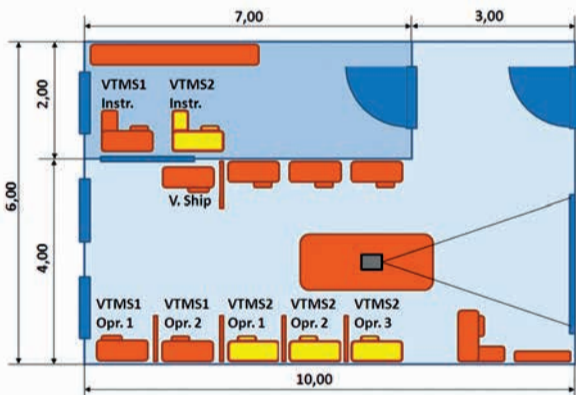 7,00
3,00
2,00
6,00
4,00
VTMS1
Instr.
VTMS2
Instr.
V. Ship
VTMS1
Opr. 1
VTMS1
Opr. 2
VTMS2
Opr. 1
VTMS2
Opr. 2
VTMS2
Opr. 3
10,00